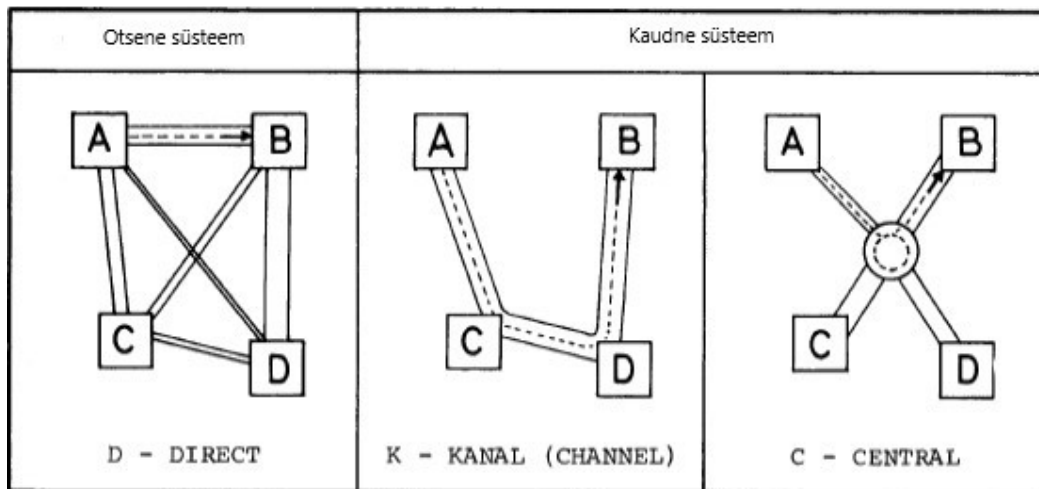 Otsene süsteem
Kaudne süsteem
A
B
C
D
D - DIRECT
A
B
C
D
K - KANAL (CHANNEL)
A
B
C
D
C - CENTRAL